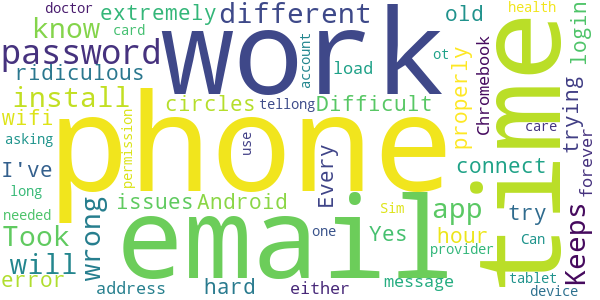 doctor
extremely
different
old
health
know
card
work
time
login
password
account
load
ot
Chromebook
ridiculous
install
circles
tellong
Difficult
properly
trying
wifi
phone
permission
use
Every
care
asking
I've
connect
forever
long
wrong
issues
Android
Sim
app
try
Keeps
needed
email
one
Yes
hour
Can
Took
will
provider
error
address
hard
either
message
tablet
device